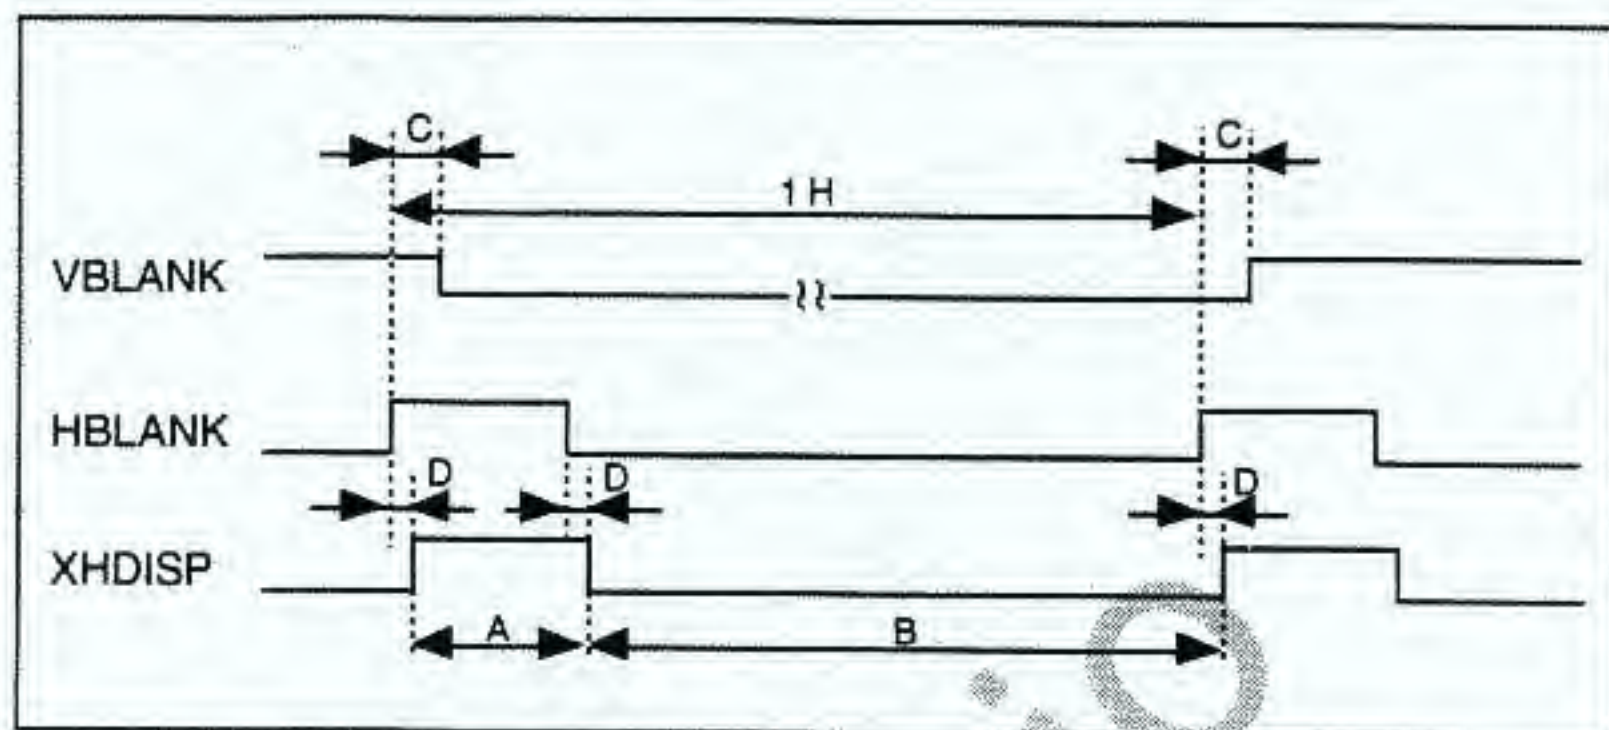 C C
1 H
VBLANK
HBLANK
D D D
XHDISP
A B